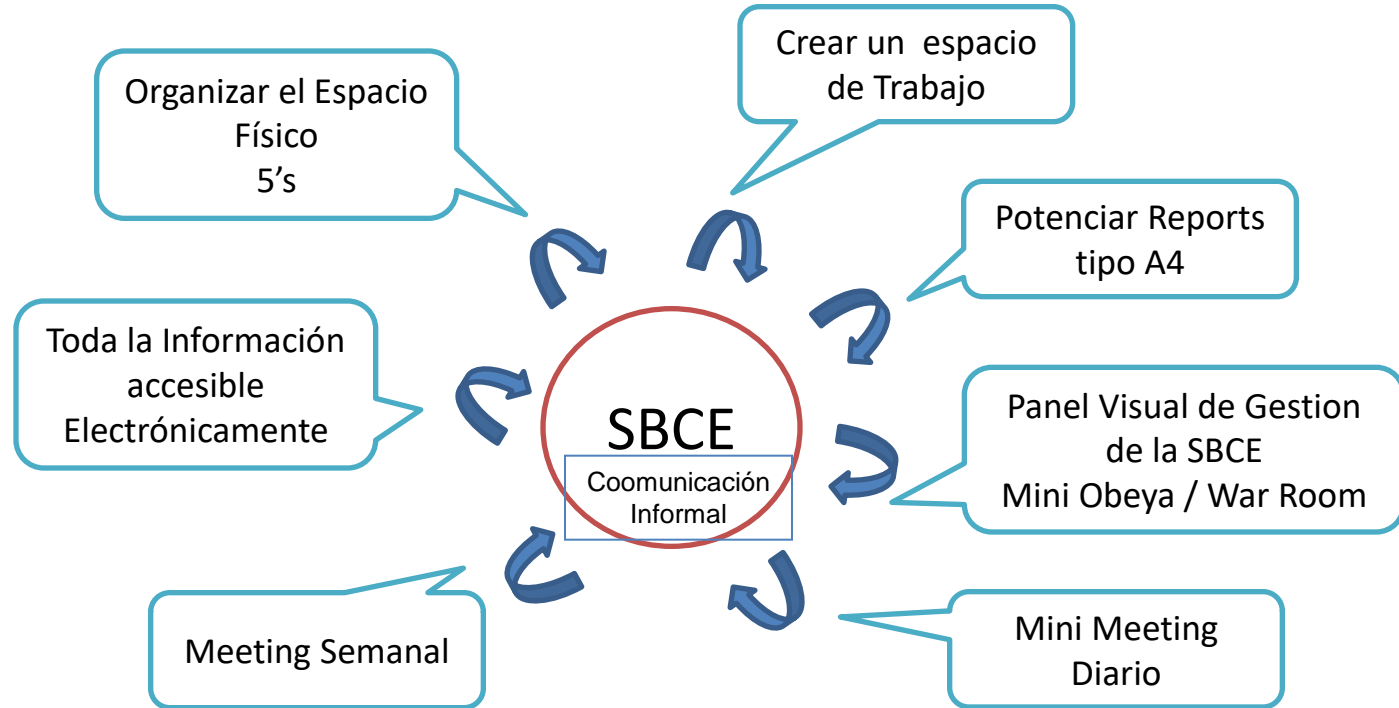 Crear un espacio
de Trabajo
Organizar el Espacio
Físico
5’s
Potenciar Reports
tipo A4
Toda la Información
accesible
Electrónicamente
SBCE
Coomunicación
Informal
Panel Visual de Gestion
de la SBCE
Mini Obeya / War Room
Meeting Semanal
Mini Meeting
Diario